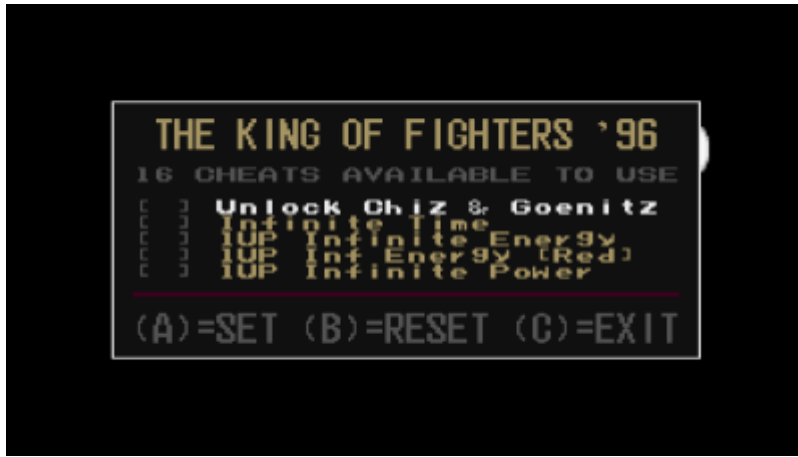 THE KING OF FIGHTERS '96
16 CHEATS AVAILABLE TO USE
[ ] Unlock Chiz & Goenitz
[ ] Infinite Time
[ ] 1UP Infinite Energy
[ ] 1UP Inf Energy [Red]
[ ] 1UP Infinite Power
(A)=SET (B)=RESET (C)=EXIT